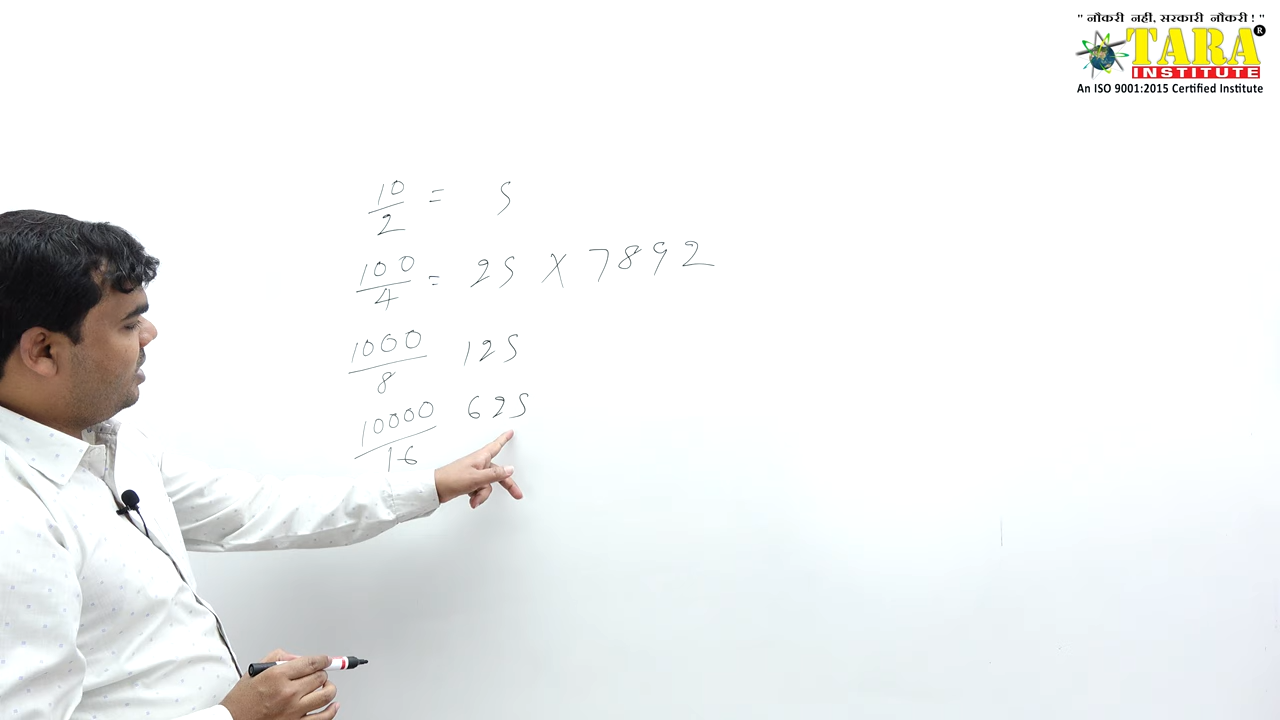 " नौकरी नहीं, सरकारी नौकरी ! "
TARA ®
INSTITUTE
An ISO 9001:2015 Certified Institute
10/2 = 5
100/4 = 25 × 7892
1000/8 125
10000/16 625